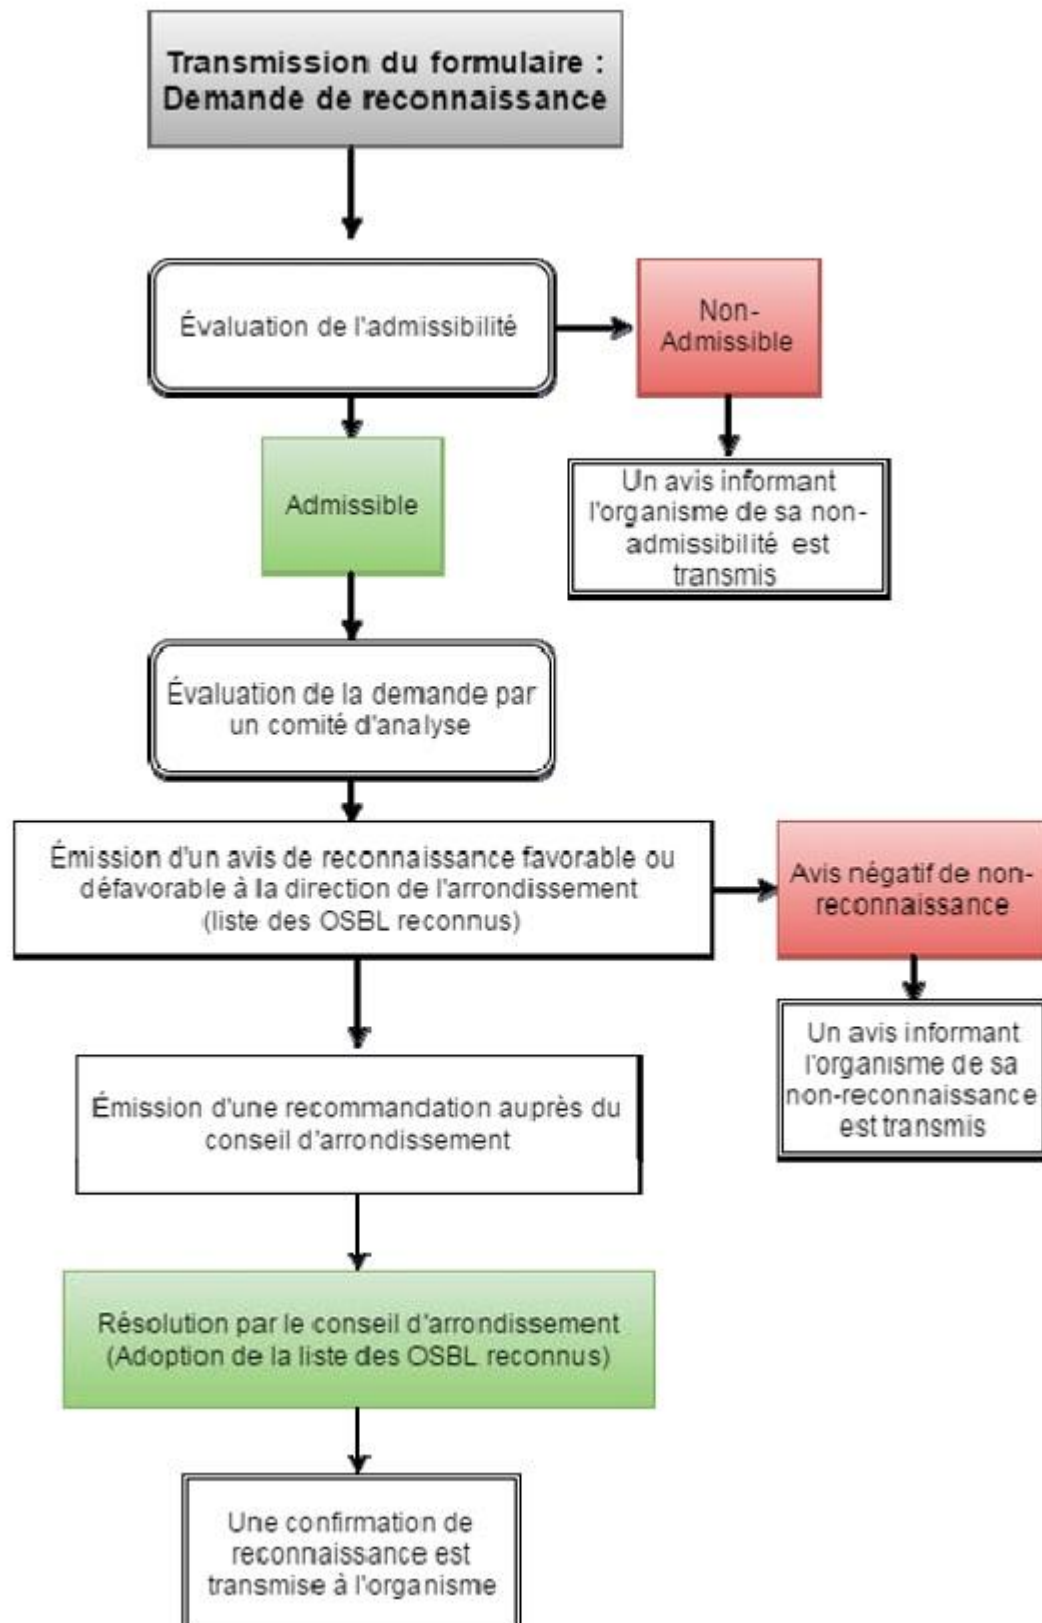 Transmission du formulaire :
Demande de reconnaissance
Évaluation de l'admissibilité
Non-
Admissible
Admissible
Un avis informant
l'organisme de sa non-
admissibilité est
transmis
Évaluation de la demande par
un comité d'analyse
Émission d'un avis de reconnaissance favorable ou
défavorable à la direction de l'arrondissement
(liste des OSBL reconnus)
Avis négatif de non-
reconnaissance
Un avis informant
l'organisme de sa
non-reconnaissance
est transmis
Émission d'une recommandation auprès du
conseil d'arrondissement
Résolution par le conseil d'arrondissement
(Adoption de la liste des OSBL reconnus)
Une confirmation de
reconnaissance est
transmise à l'organisme